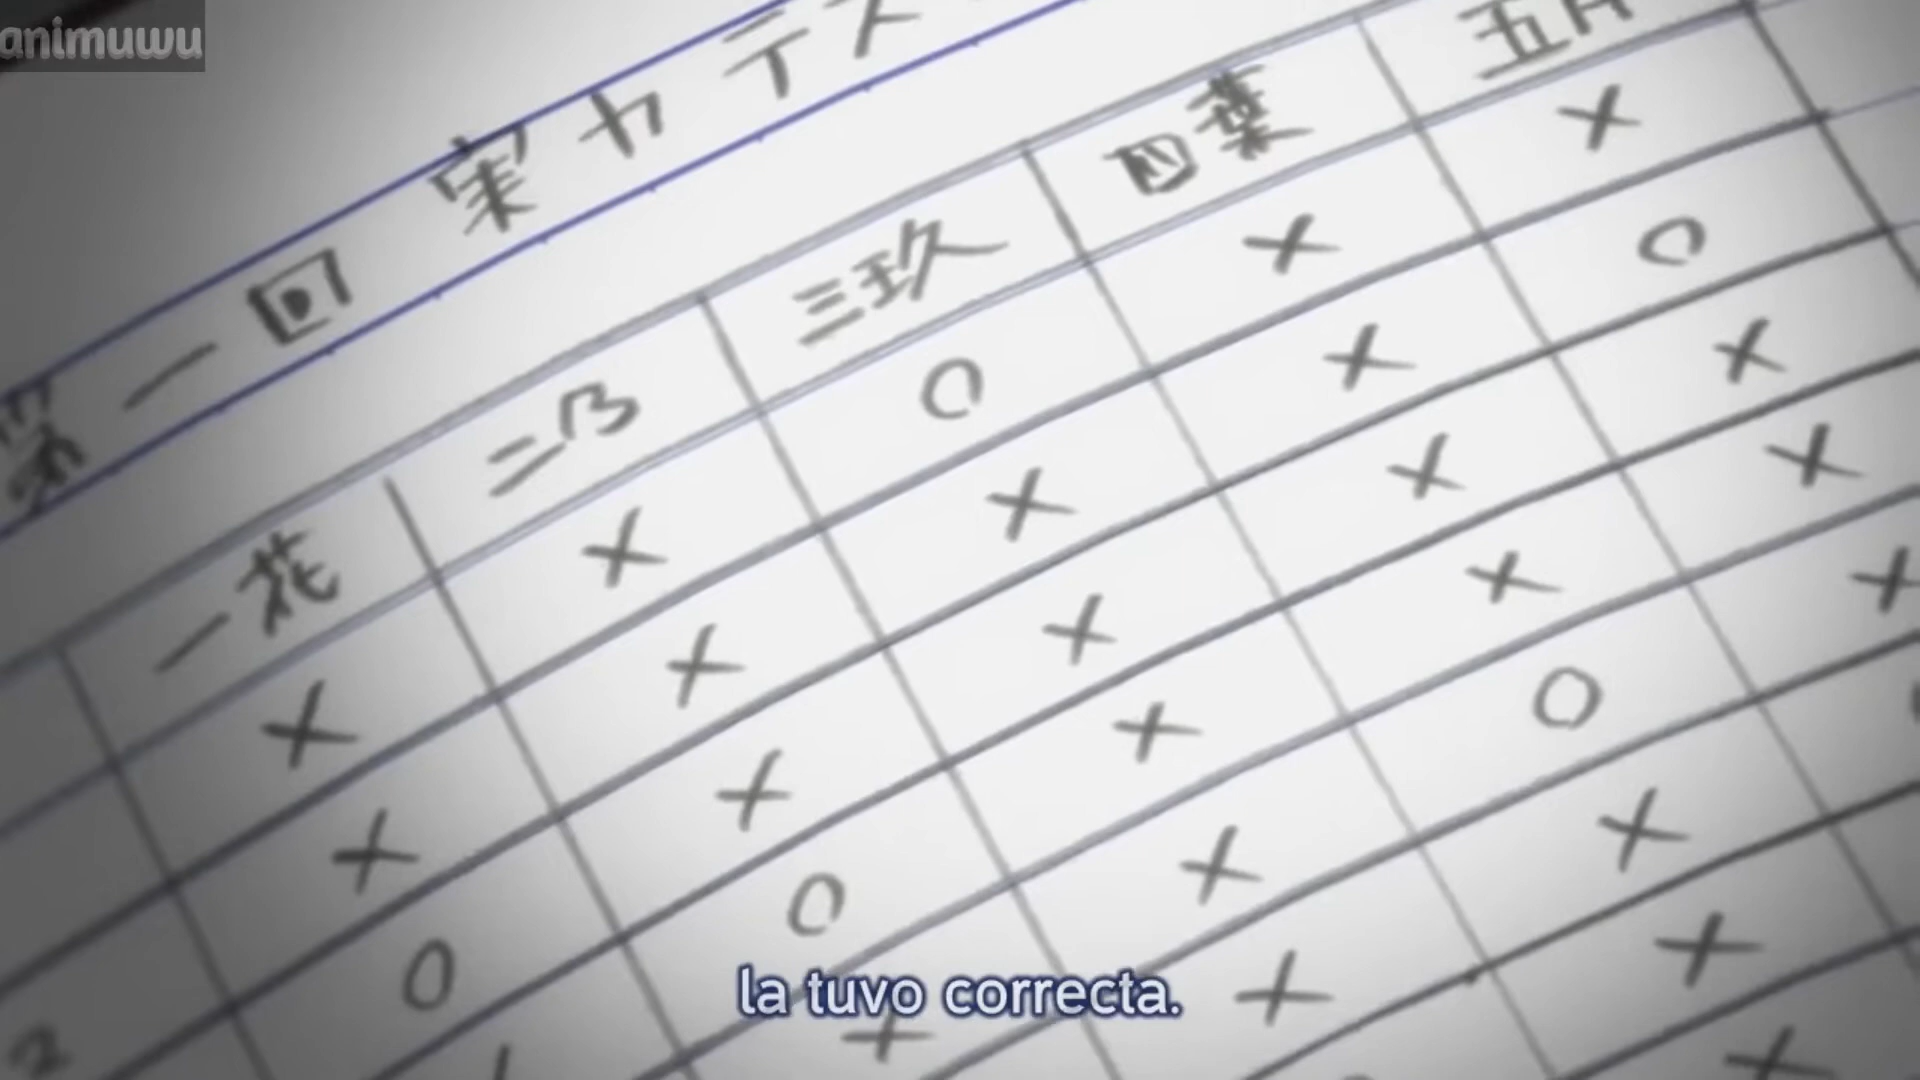 animuwu
第一回 実力テス
一花 二乃 三玖 四葉 五月
× × ○ × ×
× × × × ○
○ × × × ×
○ × × ×
× × ○ ×
× ×
×
×
2
la tuvo correcta.